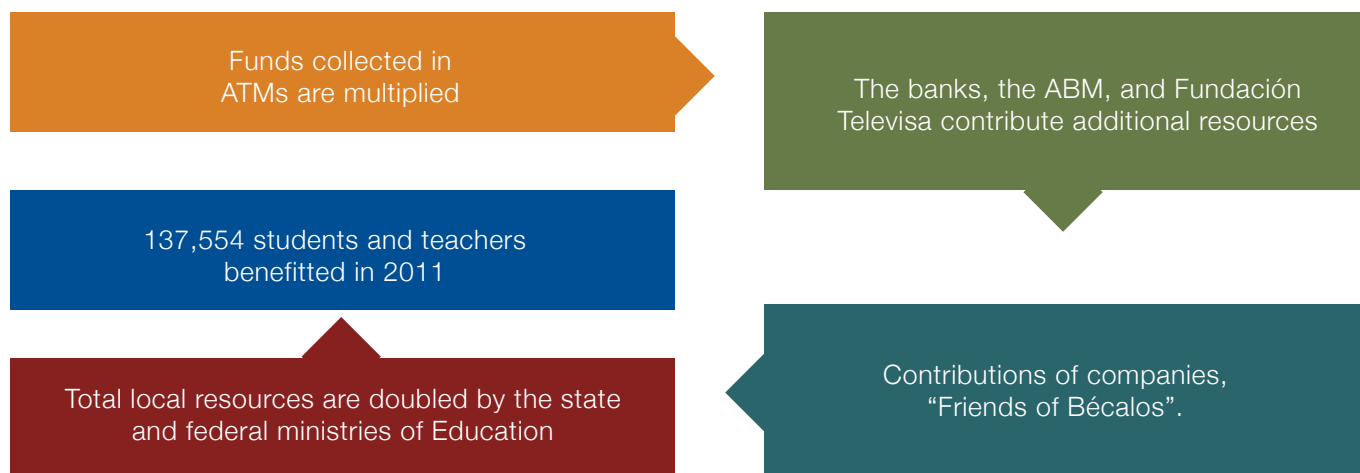 Funds collected in
ATMs are multiplied
The banks, the ABM, and Fundación
Televisa contribute additional resources
Contributions of companies,
“Friends of Bécalos”.
Total local resources are doubled by the state
and federal ministries of Education
137,554 students and teachers
benefitted in 2011